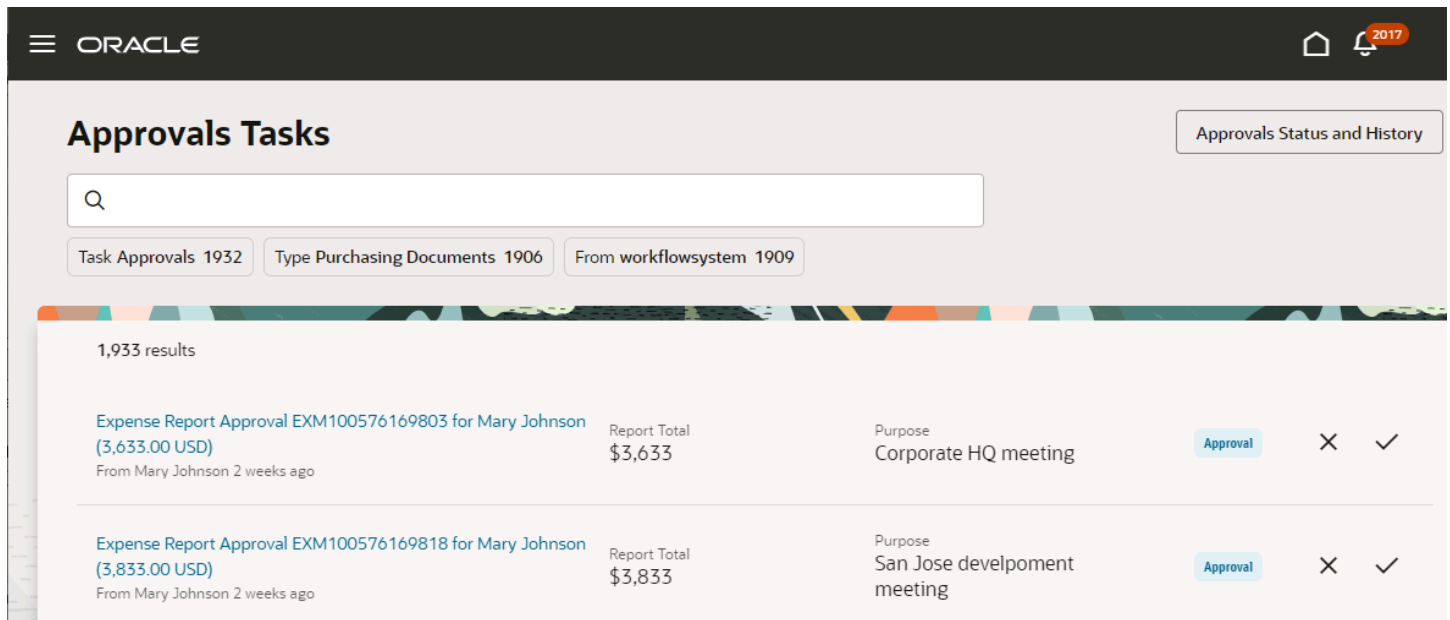 ORACLE
2017
Approvals Tasks
Approvals Status and History
Task Approvals 1932
Type Purchasing Documents 1906
From workflowsystem 1909
1,933 results
Expense Report Approval EXM100576169803 for Mary Johnson
(3,633.00 USD)
From Mary Johnson 2 weeks ago
Report Total
$3,633
Purpose
Corporate HQ meeting
Approval
Expense Report Approval EXM100576169818 for Mary Johnson
(3,833.00 USD)
From Mary Johnson 2 weeks ago
Report Total
$3,833
Purpose
San Jose develpoment
meeting
Approval